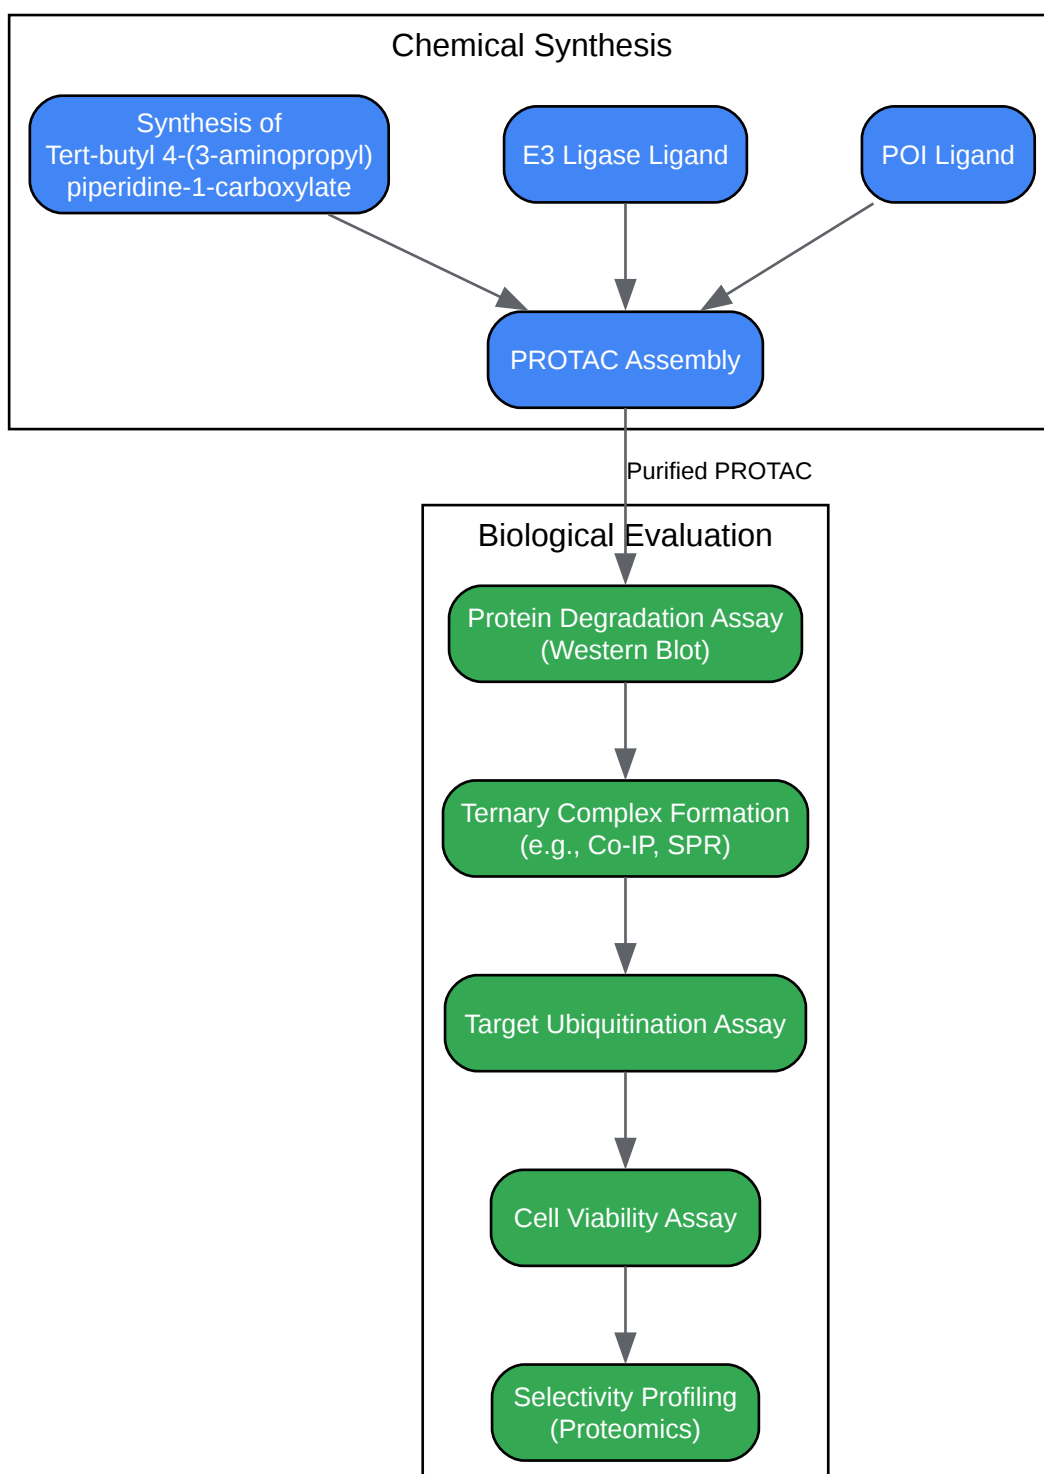 Chemical Synthesis
Synthesis of
Tert-butyl 4-(3-aminopropyl)
piperidine-1-carboxylate
E3 Ligase Ligand
POI Ligand
PROTAC Assembly
Purified PROTAC
Biological Evaluation
Protein Degradation Assay
(Western Blot)
Ternary Complex Formation
(e.g., Co-IP, SPR)
Target Ubiquitination Assay
Cell Viability Assay
Selectivity Profiling
(Proteomics)